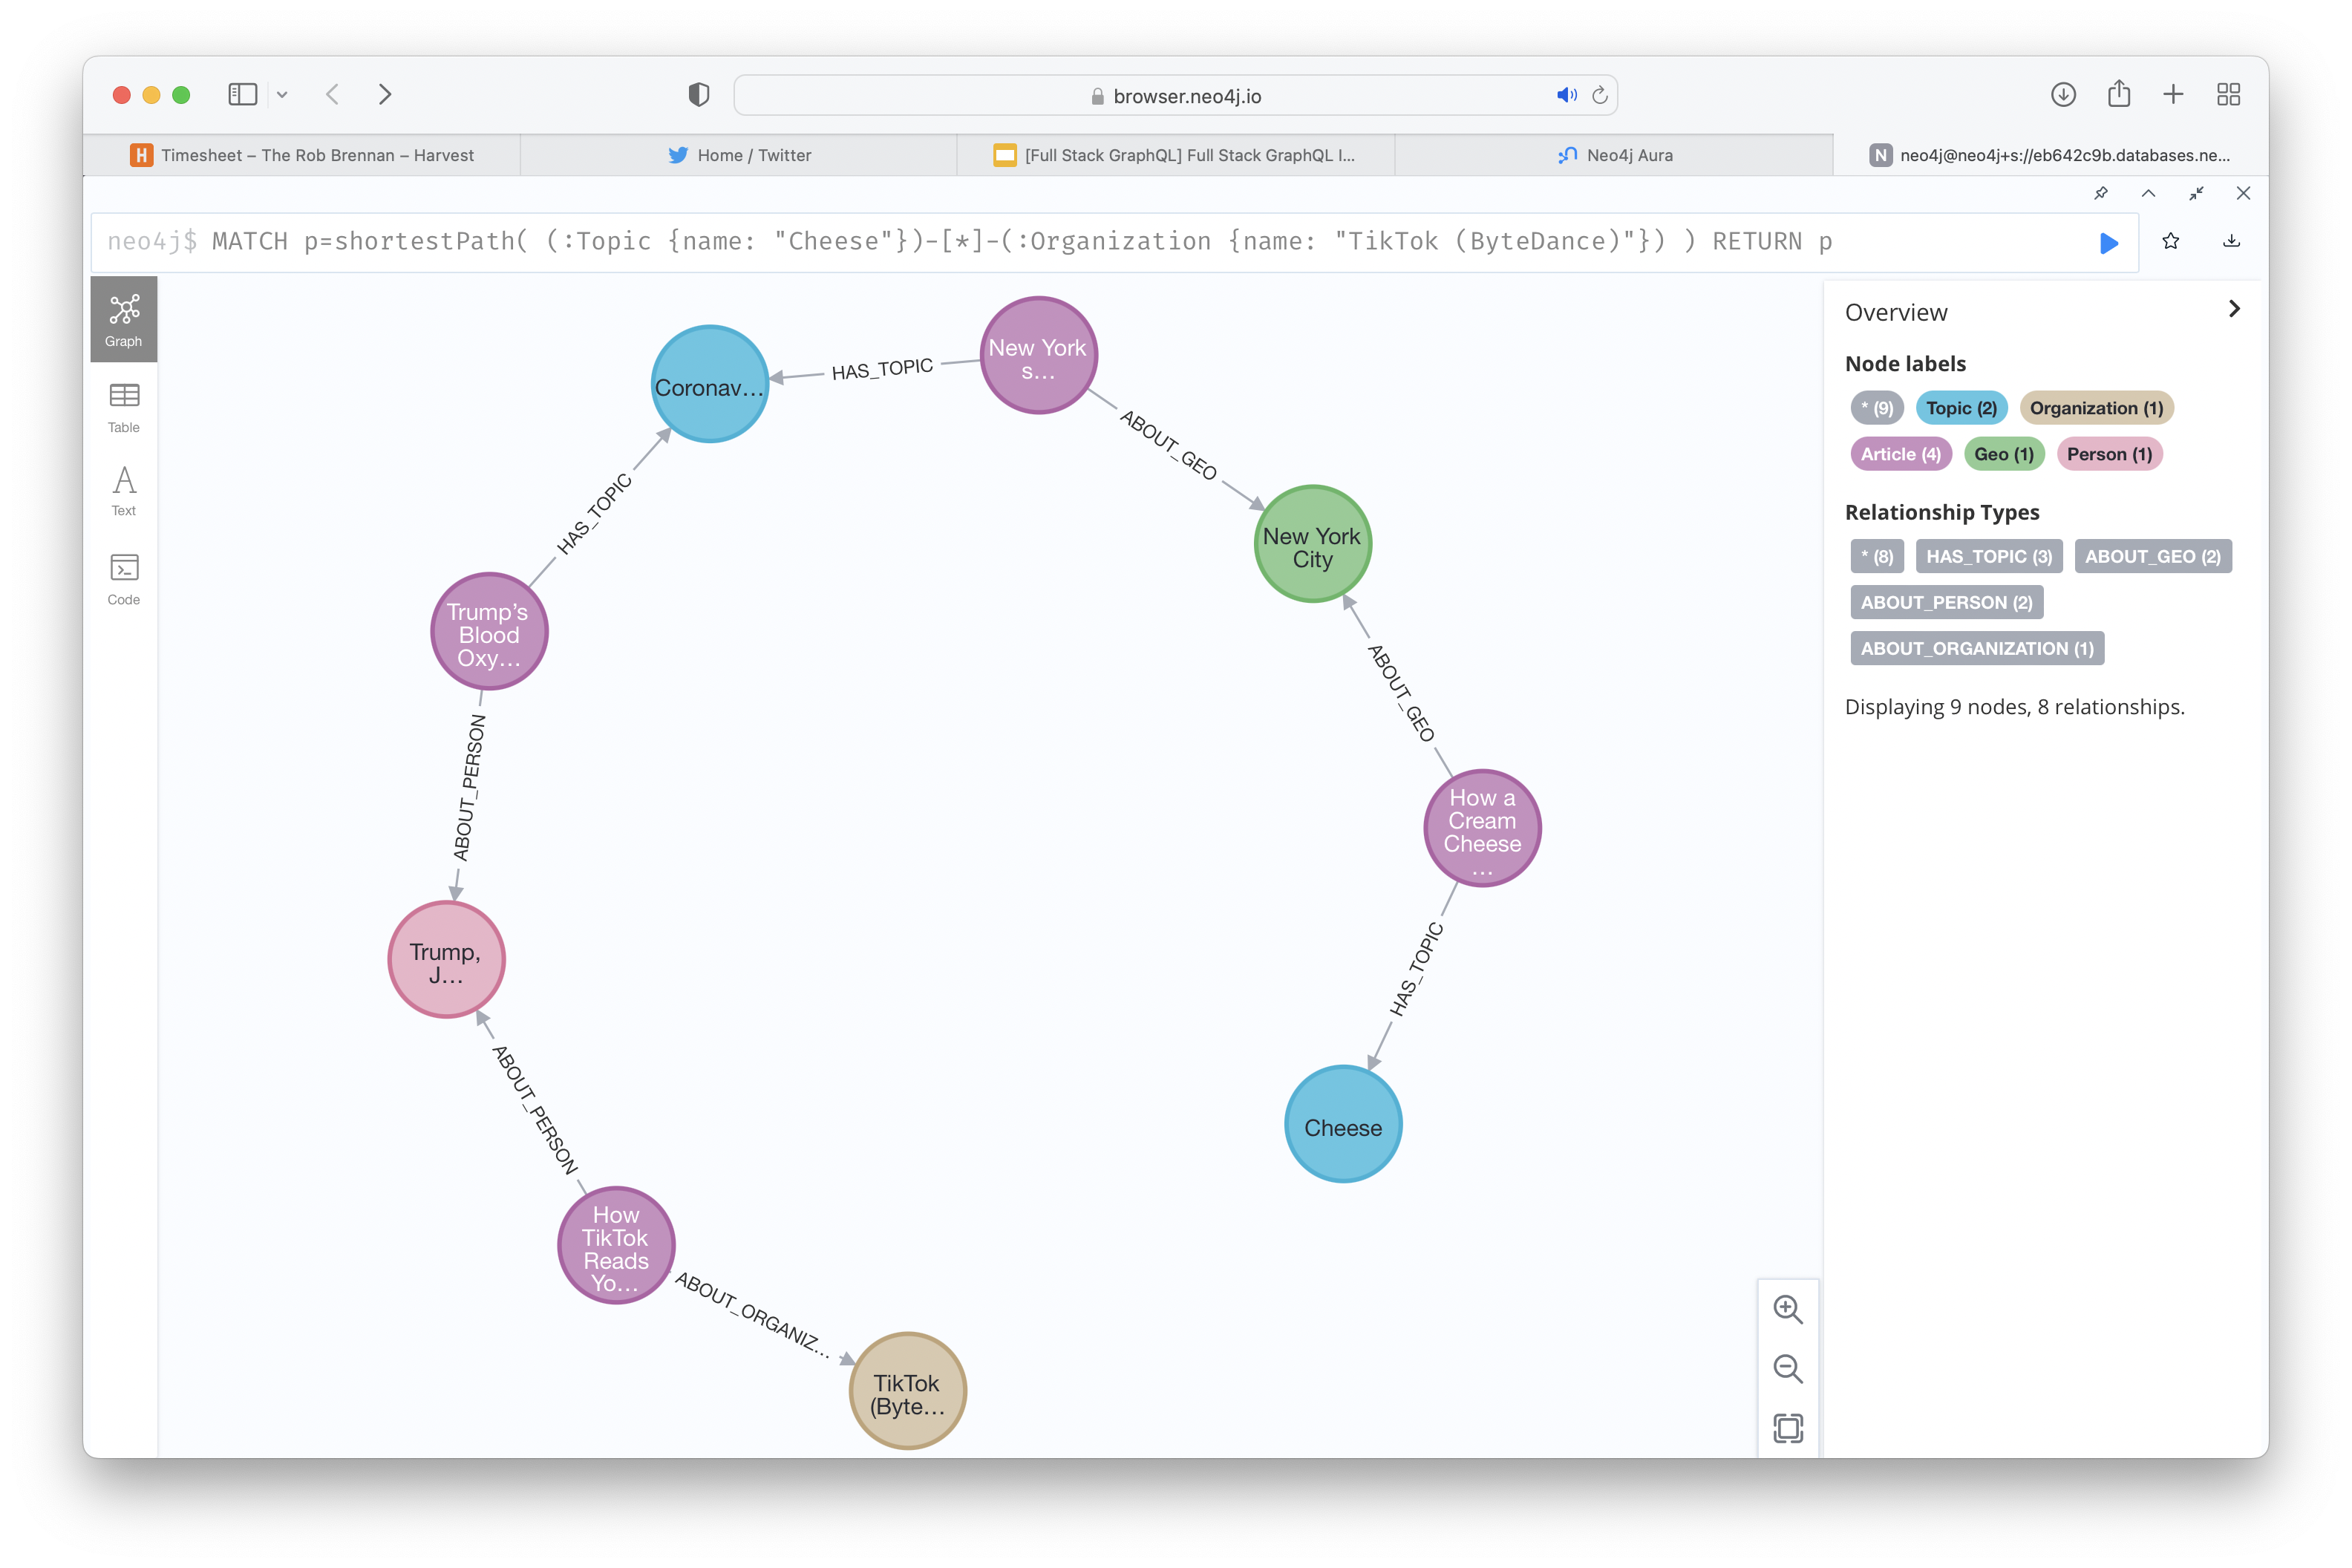 browser.neo4j.io
H Timesheet – The Rob Brennan – Harvest
Home / Twitter
[Full Stack GraphQL] Full Stack GraphQL I...
Neo4j Aura
N neo4j@neo4j+s://eb642c9b.databases.ne...
neo4j$ MATCH p=shortestPath( (:Topic {name: "Cheese"})-[*]-(:Organization {name: "TikTok (ByteDance)"}) ) RETURN p
Graph
Table
A
Text
Code
Coronav...
HAS_TOPIC
New York
s...
ABOUT_GEO
New York
City
HAS_TOPIC
Trump's
Blood
Oxy...
ABOUT_GEO
ABOUT_PERSON
How a
Cream
Cheese
...
HAS_TOPIC
Trump,
J...
ABOUT_PERSON
Cheese
How
TikTok
Reads
Yo...
ABOUT_ORGANIZ...
TikTok
(Byte...
Overview
Node labels
* (9) Topic (2) Organization (1)
Article (4) Geo (1) Person (1)
Relationship Types
* (8) HAS_TOPIC (3) ABOUT_GEO (2)
ABOUT_PERSON (2)
ABOUT_ORGANIZATION (1)
Displaying 9 nodes, 8 relationships.